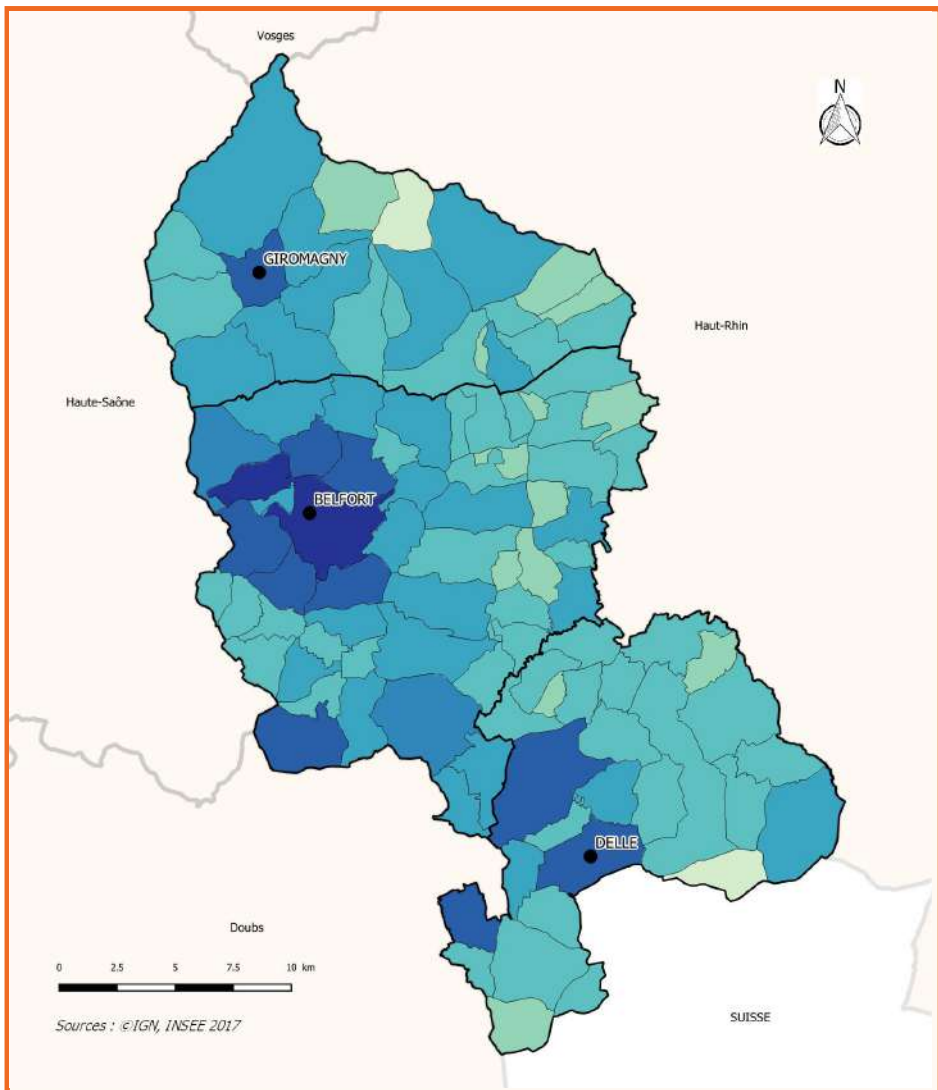 Vosges
N
GIROMAGNY
Haut-Rhin
Haute-Saône
BELFORT
DELLE
Doubs
0 2.5 5 7.5 10 km
Sources : ©IGN, INSEE 2017
SUISSE